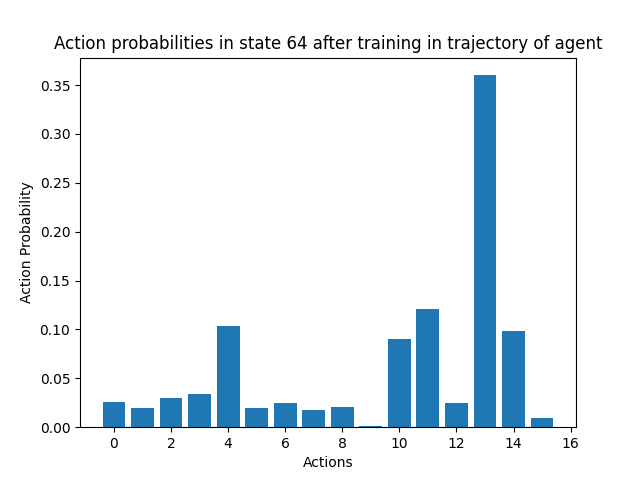 Action probabilities in state 64 after training in trajectory of agent
0.35
0.30
0.25
0.20
0.15
0.10
0.05
0.00
Action Probability
0 2 4 6 8 10 12 14 16
Actions